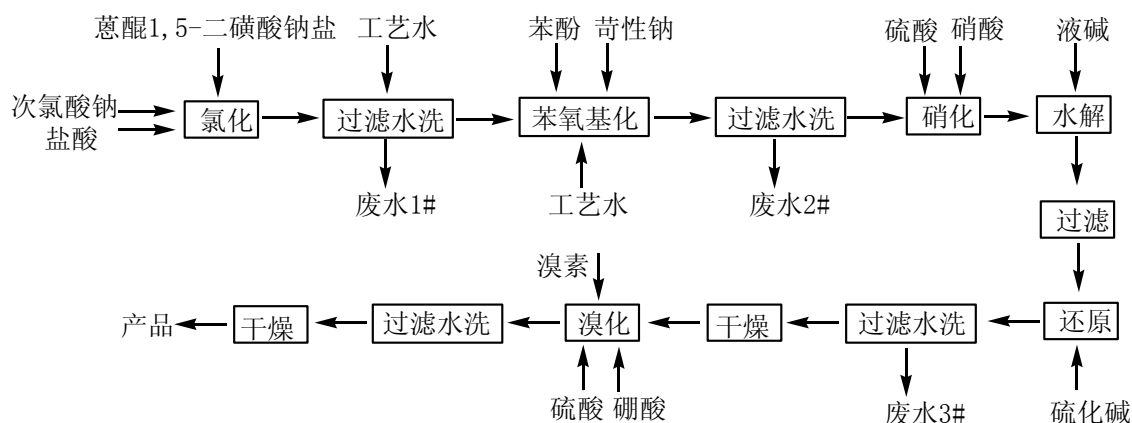 蒽醌1,5-二磺酸钠盐
工艺水
苯酚
苛性钠
硫酸
硝酸
液碱
次氯酸钠
盐酸
氯化
过滤水洗
苯氧基化
过滤水洗
硝化
水解
废水1#
工艺水
废水2#
过滤
溴素
产品
干燥
过滤水洗
溴化
干燥
过滤水洗
还原
硫酸
硼酸
废水3#
硫化碱